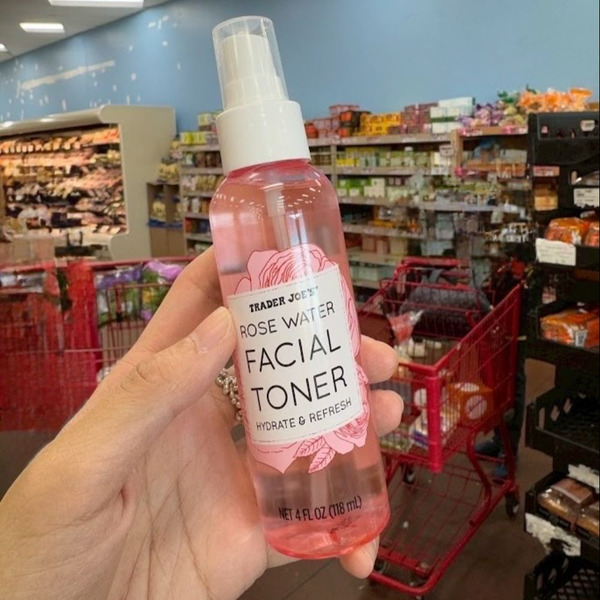 TRADER JOE'S
ROSE WATER
FACIAL
TONER
HYDRATE & REFRESH
NET 4 FL OZ (118 mL)